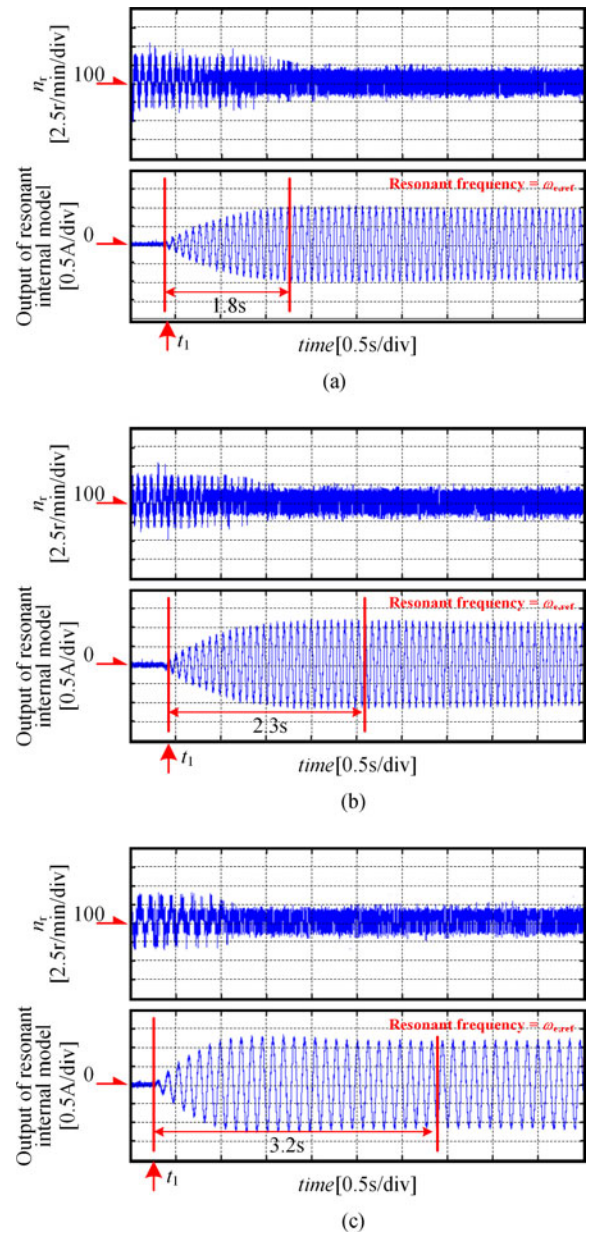 n_r
[2.5r/min/div]
100
Output of resonant
internal model
[0.5A/div]
0
Resonant frequency = ω_e,ref
1.8s
t_1
time[0.5s/div]
(a)
n_r
[2.5r/min/div]
100
Output of resonant
internal model
[0.5A/div]
0
Resonant frequency = ω_e,ref
2.3s
t_1
time[0.5s/div]
(b)
n_r
[2.5r/min/div]
100
Output of resonant
internal model
[0.5A/div]
0
Resonant frequency = ω_e,ref
3.2s
t_1
time[0.5s/div]
(c)